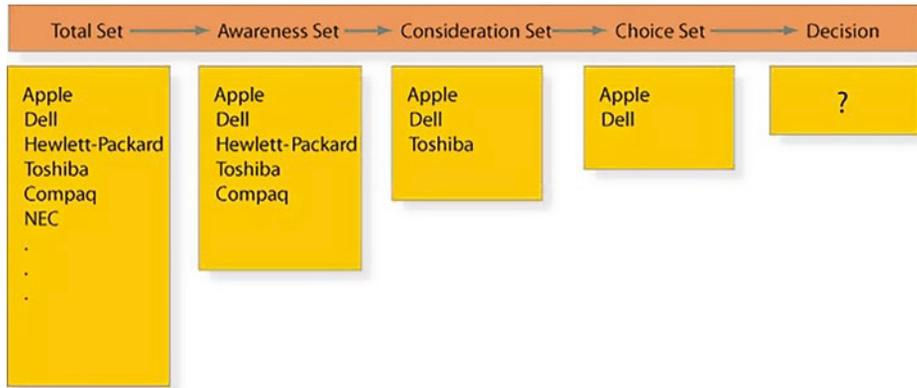 Total Set → Awareness Set → Consideration Set → Choice Set → Decision
Apple
Dell
Hewlett-Packard
Toshiba
Compaq
NEC
.
.
.
Apple
Dell
Hewlett-Packard
Toshiba
Compaq
Apple
Dell
Toshiba
Apple
Dell
?